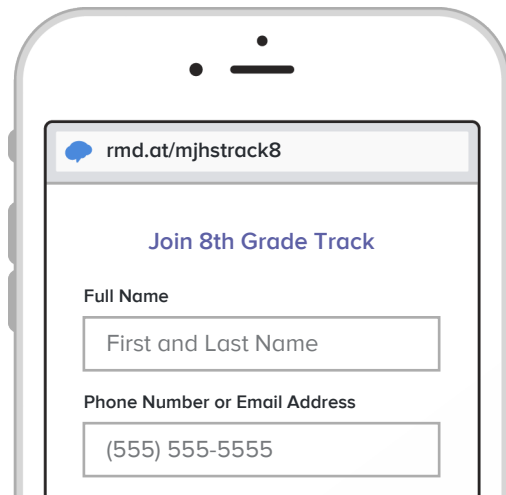 rmd.at/mjhstrack8
Join 8th Grade Track
Full Name
First and Last Name
Phone Number or Email Address
(555) 555-5555